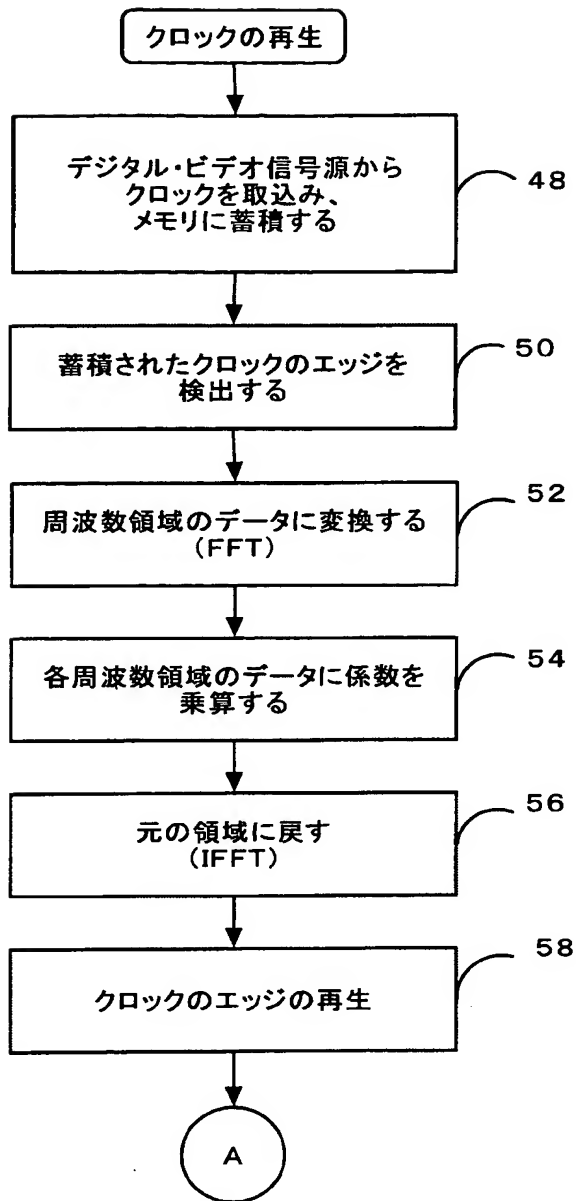 クロックの再生
デジタル・ビデオ信号源から
クロックを取込み、
メモリに蓄積する
48
蓄積されたクロックのエッジを
検出する
50
周波数領域のデータに変換する
(FFT)
52
各周波数領域のデータに係数を
乗算する
54
元の領域に戻す
(IFFT)
56
クロックのエッジの再生
58
A